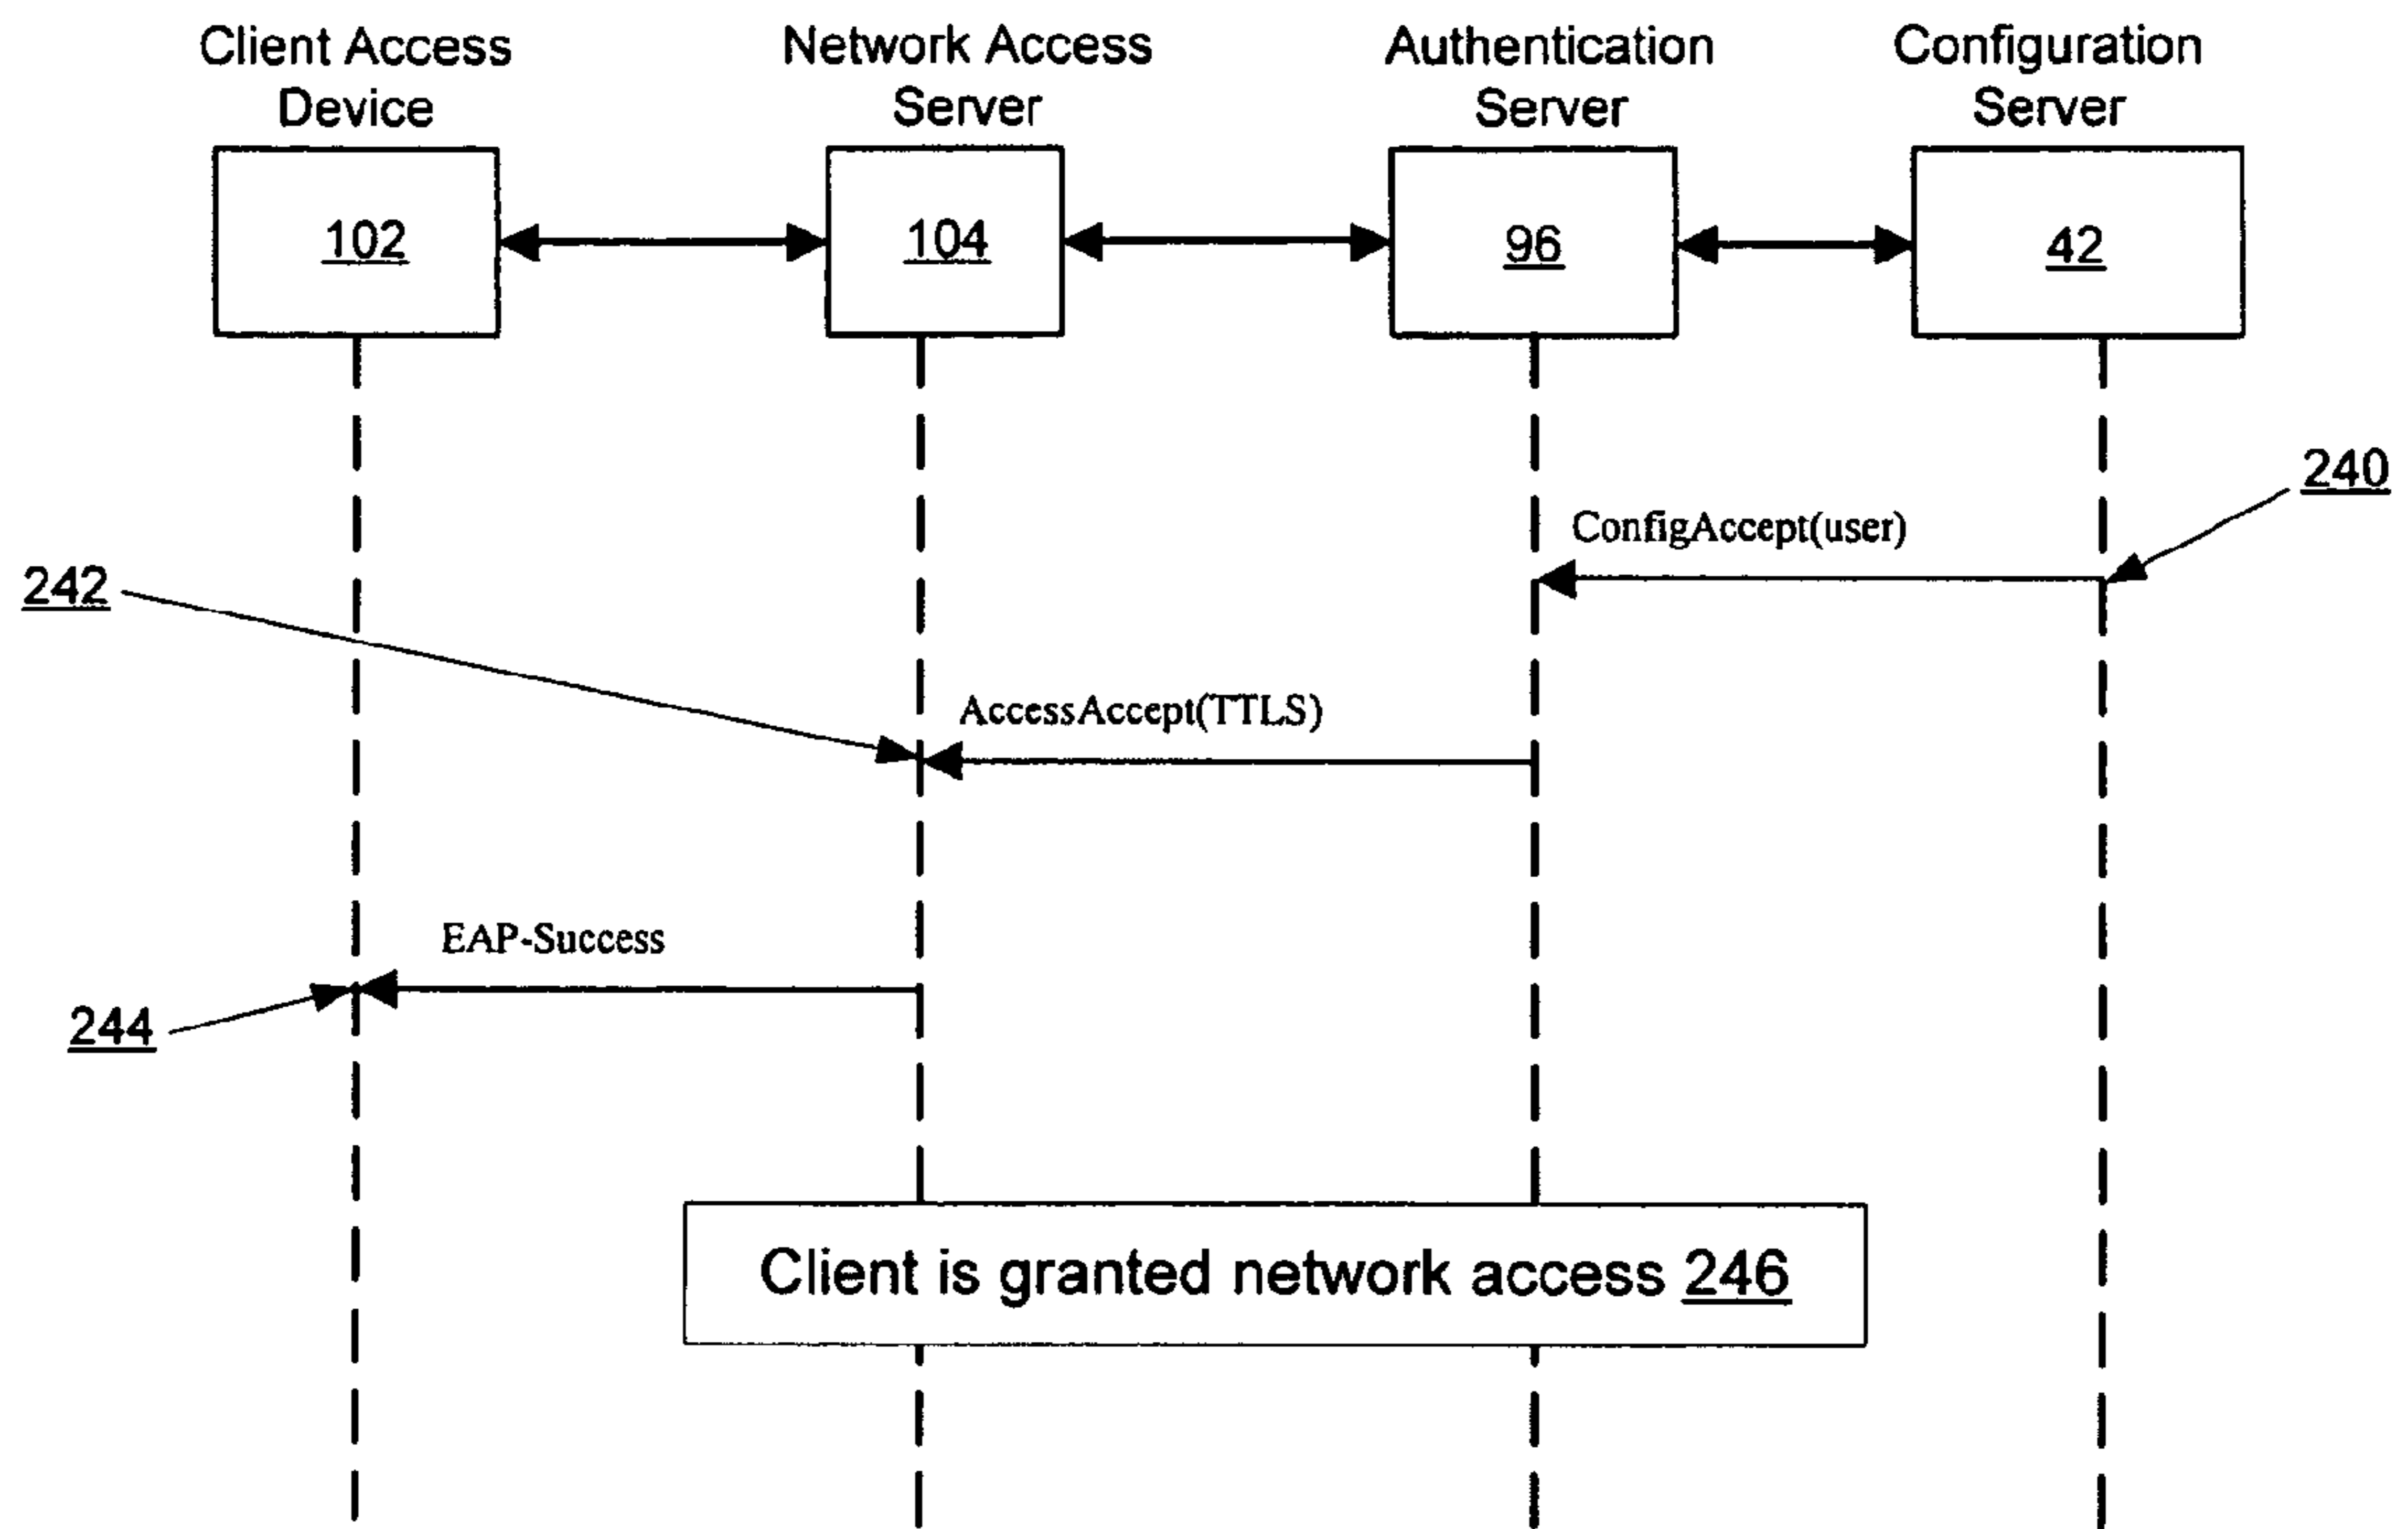 Client Access
Device
Network Access
Server
Authentication
Server
Configuration
Server
102
104
96
42
240
ConfigAccept(user)
242
AccessAccept(TTLS)
EAP-Success
244
Client is granted network access 246